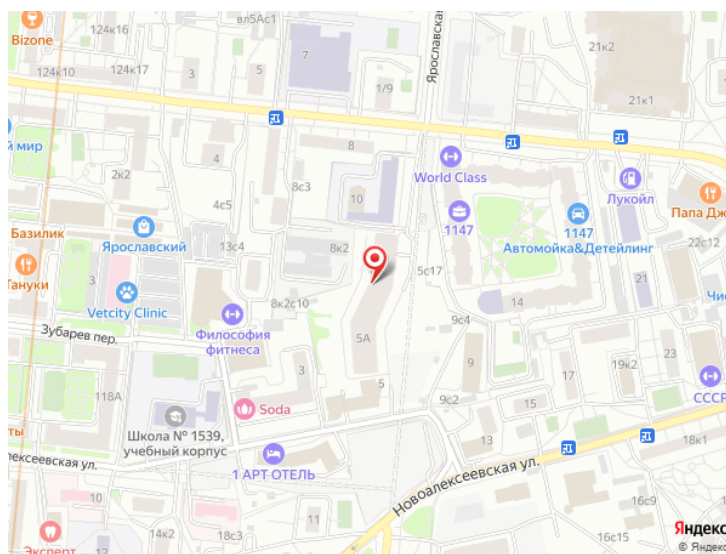 124к16
вл5Ас1
Bizone
124к10
124к17
3
5
7
1/9
Ярославская
21к2
21к1
й мир
4
8
2к2
World Class
Лукойл
8с3
10
4с5
1147
1147
Папа Дж
Базилик
Ярославский
13с4
8к2
Автомойка&Детейлинг
22с12
Тануки
3
5с17
21
Vetcity Clinic
8к2с10
14
Чис
Зубарев пер.
Философия
фитнеса
5А
9с4
23
3
9
17
19к2
118А
5
9с2
СССР
Soda
15
ты
Школа № 1539,
учебный корпус
13
18к1
лексеевская ул.
1 АРТ ОТЕЛЬ
Новоалексеевская ул.
10
11
16с9
14к2
16с15
Яндекс
Эксперт
12
© Яндекс